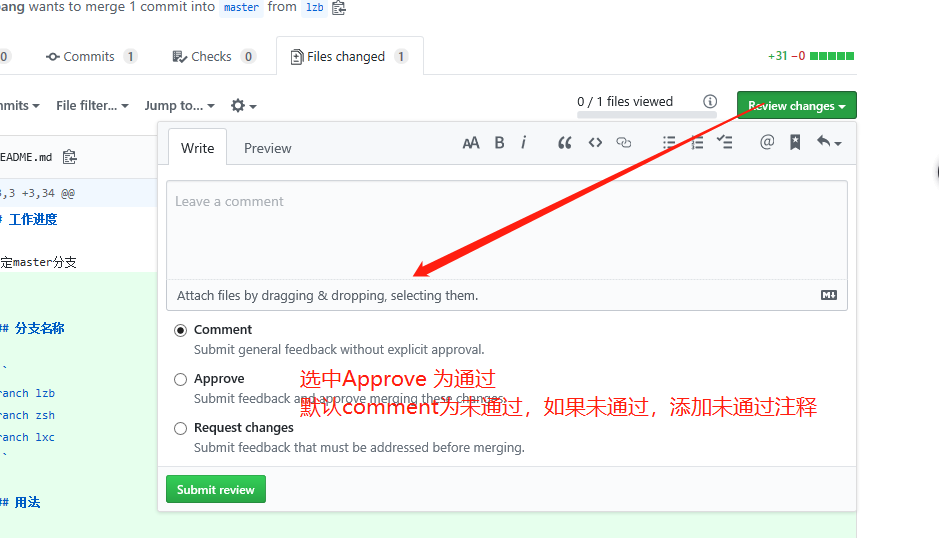 ang wants to merge 1 commit into master from lzb
0 Commits 1 Checks 0 Files changed 1 +31 −0
mits File filter... Jump to... 0 / 1 files viewed Review changes
Write Preview AA B i
EADME.md
3,3 +3,34 @@
# 工作进度
Leave a comment
定master分支
Attach files by dragging & dropping, selecting them.
## 分支名称
Comment
Submit general feedback without explicit approval.
`
Approve
选中Approve 为通过
ranch lzb
Submit feedback and approve merging these changes.
默认comment为未通过，如果未通过，添加未通过注释
ranch zsh
Request changes
ranch lxc
Submit feedback that must be addressed before merging.
`
Submit review
## 用法